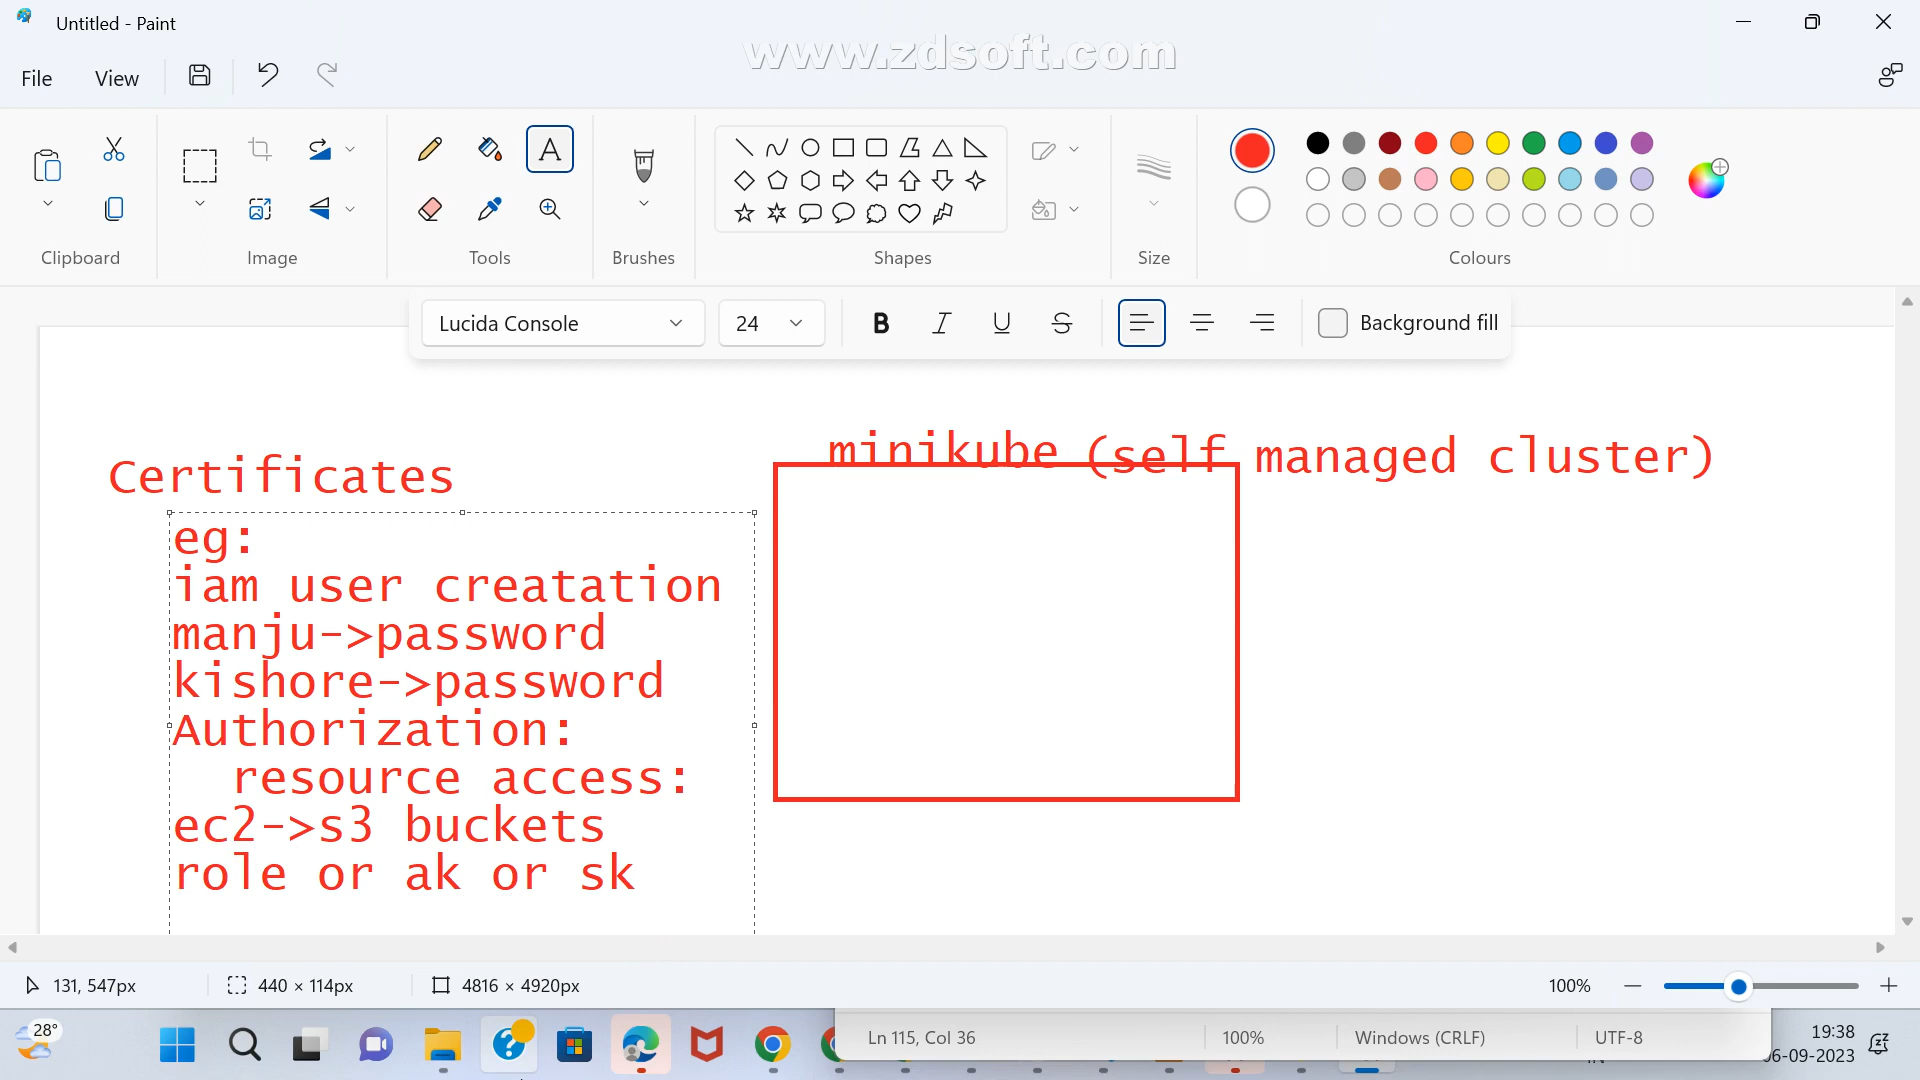 Untitled - Paint
www.zdsoft.com
File
View
Clipboard
Image
Tools
Brushes
Shapes
Size
Colours
Lucida Console
24
B
I
U
S
Background fill
minikube (self managed cluster)
Certificates
eg:
iam user creatation
manju->password
kishore->password
Authorization:
resource access:
ec2->s3 buckets
role or ak or sk
131, 547px
440 × 114px
4816 × 4920px
100%
28°
Ln 115, Col 36
100%
Windows (CRLF)
UTF-8
19:38
06-09-2023